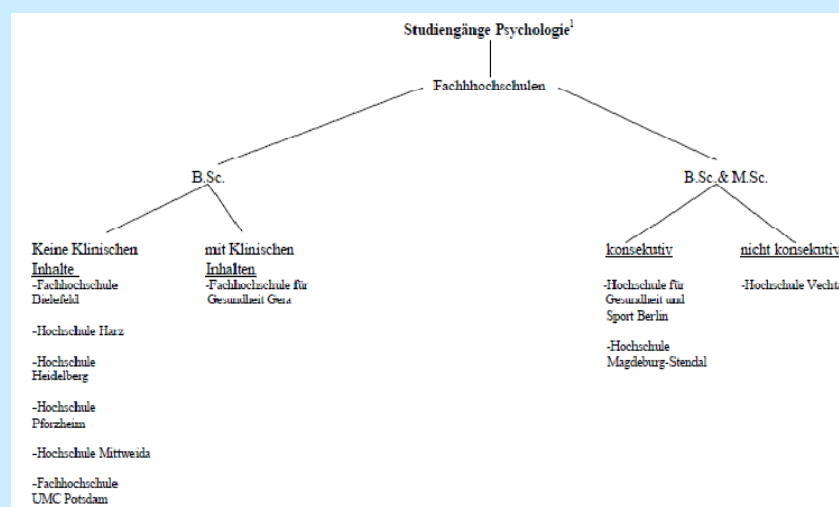 Studiengänge Psychologie¹
Fachhhochschulen
B.Sc.
B.Sc.& M.Sc.
Keine Klinischen
Inhalte
-Fachhochschule
Dielefeld
-Hochschule Harz
-Hochschule
Heidelberg
-Hochschule
Pforzheim
-Hochschule Mittweida
-Fachhochschule
UMC Potsdam
mit Klinischen
Inhalten
-Fachhochschule für
Gesundheit Gera
konsekutiv
-Hochschule für
Gesundheit und
Sport Berlin
-Hochschule
Magdeburg-Stendal
nicht konsekutiv
-Hochschule Vechta